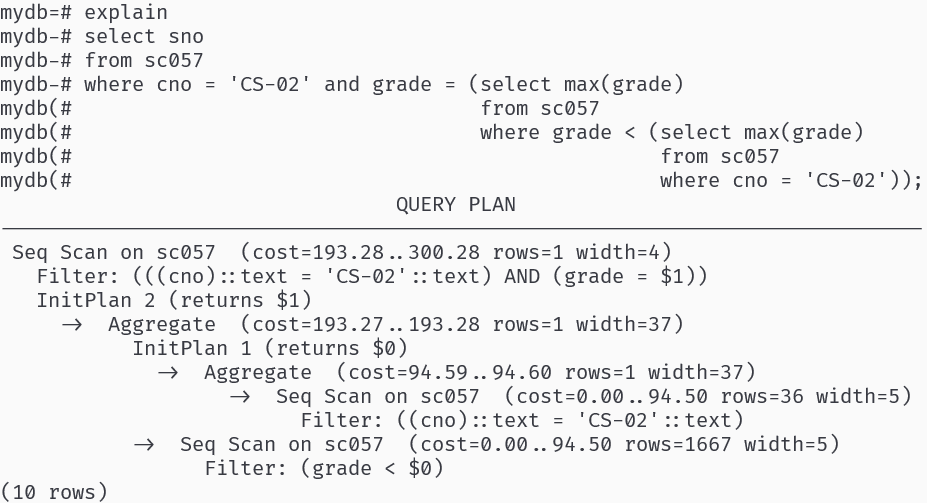 mydb=# explain
mydb-# select sno
mydb-# from sc057
mydb-# where cno = 'CS-02' and grade = (select max(grade)
mydb(#                                  from sc057
mydb(#                                  where grade < (select max(grade)
mydb(#                                                 from sc057
mydb(#                                                 where cno = 'CS-02'));
                                 QUERY PLAN
 Seq Scan on sc057  (cost=193.28..300.28 rows=1 width=4)
   Filter: (((cno)::text = 'CS-02'::text) AND (grade = $1))
   InitPlan 2 (returns $1)
     ->  Aggregate  (cost=193.27..193.28 rows=1 width=37)
           InitPlan 1 (returns $0)
             ->  Aggregate  (cost=94.59..94.60 rows=1 width=37)
                   ->  Seq Scan on sc057  (cost=0.00..94.50 rows=36 width=5)
                         Filter: ((cno)::text = 'CS-02'::text)
           ->  Seq Scan on sc057  (cost=0.00..94.50 rows=1667 width=5)
                 Filter: (grade < $0)
(10 rows)